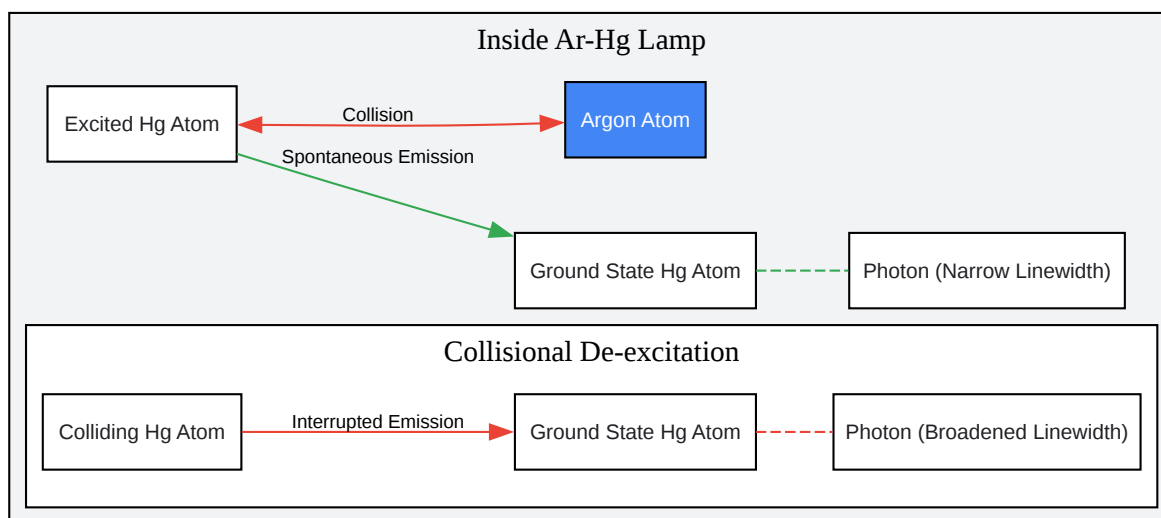 Inside Ar-Hg Lamp
Excited Hg Atom
Collision
Argon Atom
Spontaneous Emission
Ground State Hg Atom
Photon (Narrow Linewidth)
Collisional De-excitation
Colliding Hg Atom
Interrupted Emission
Ground State Hg Atom
Photon (Broadened Linewidth)